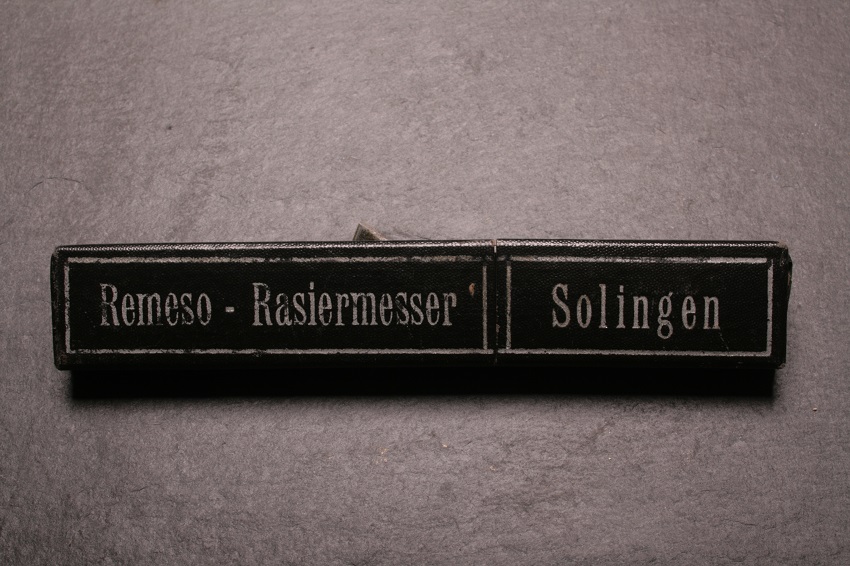 Remeso - Rasiermesser Solingen